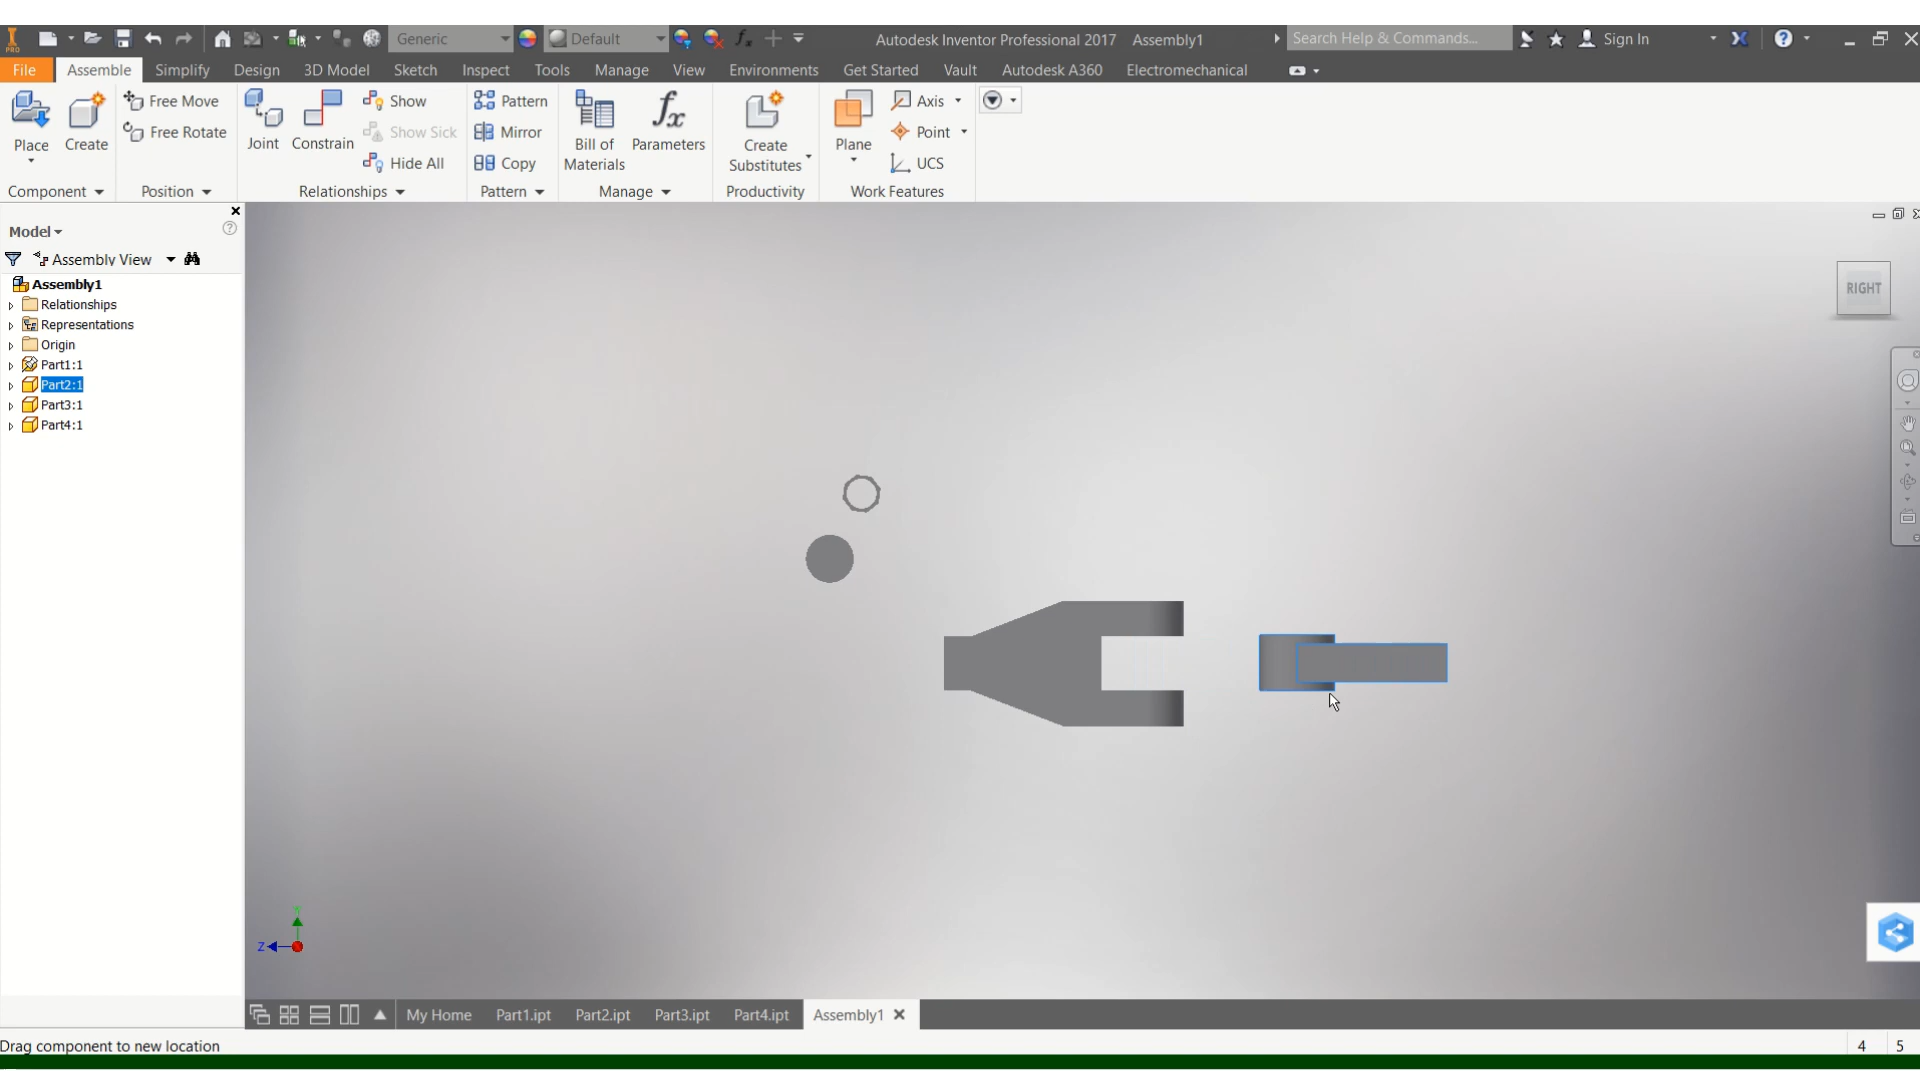 PRO
Generic
Default
Autodesk Inventor Professional 2017 Assembly1
Search Help & Commands...
Sign In
File Assemble Simplify Design 3D Model Sketch Inspect Tools Manage View Environments Get Started Vault Autodesk A360 Electromechanical
Place
Create
Free Move
Free Rotate
Joint
Constrain
Show
Show Sick
Hide All
Pattern
Mirror
Copy
Bill of
Materials
Parameters
Create
Substitutes
Plane
Axis
Point
UCS
Component Position Relationships Pattern Manage Productivity Work Features
Model
Assembly View
Assembly1
Relationships
Representations
Origin
Part1:1
Part2:1
Part3:1
Part4:1
RIGHT
Z
My Home Part1.ipt Part2.ipt Part3.ipt Part4.ipt Assembly1
Drag component to new location
4 5